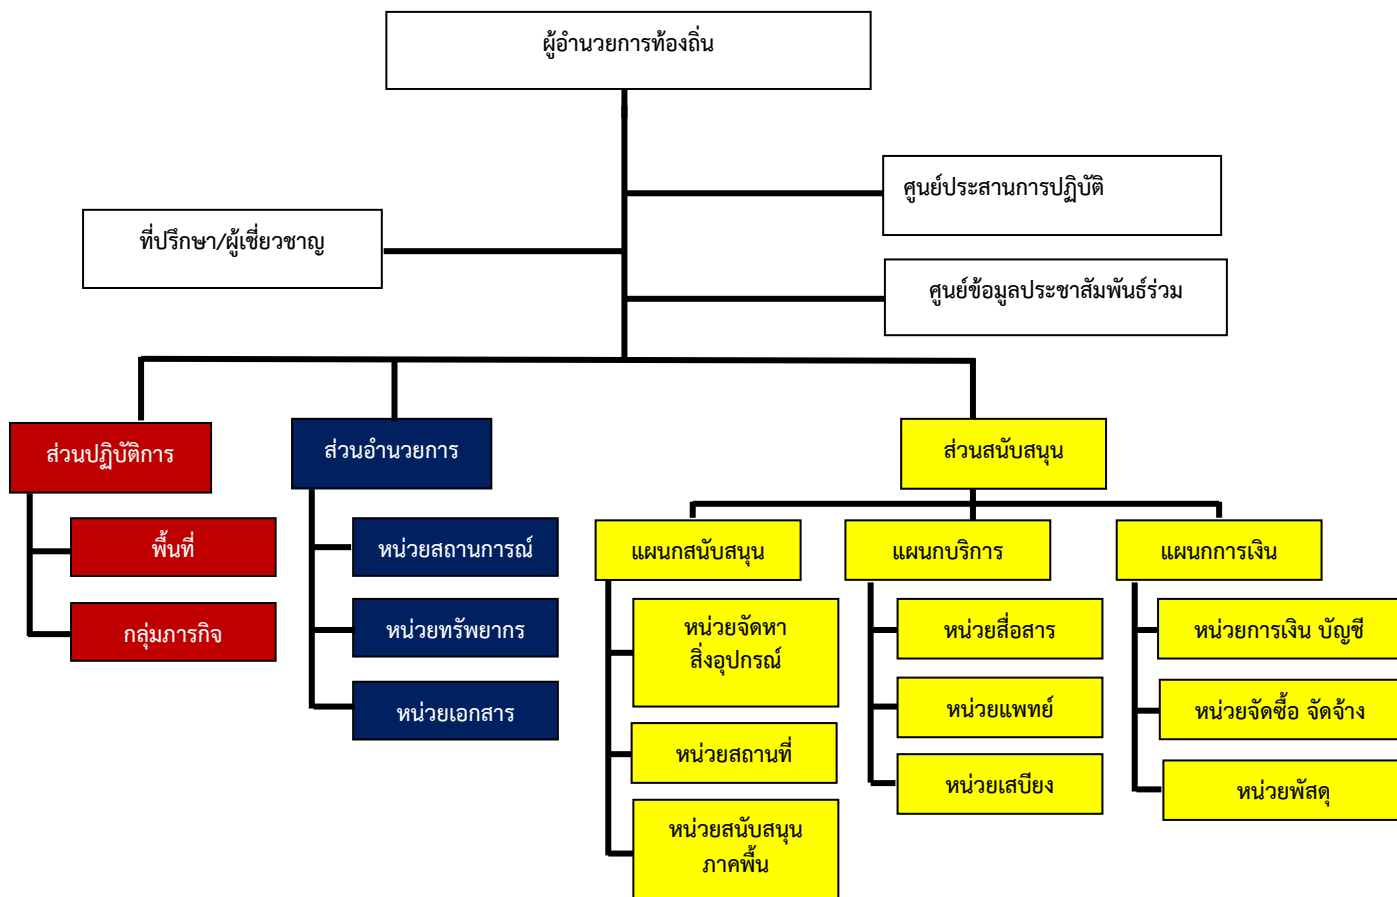 ผู้อำนวยการท้องถิ่น
ศูนย์ประสานการปฏิบัติ
ที่ปรึกษา/ผู้เชี่ยวชาญ
ศูนย์ข้อมูลประชาสัมพันธ์ร่วม
ส่วนปฏิบัติการ
ส่วนอำนวยการ
ส่วนสนับสนุน
พื้นที่
กลุ่มภารกิจ
หน่วยสถานการณ์
หน่วยทรัพยากร
หน่วยเอกสาร
แผนกสนับสนุน
แผนกบริการ
แผนกการเงิน
หน่วยจัดหา
สิ่งอุปกรณ์
หน่วยสถานที่
หน่วยสนับสนุน
ภาคพื้น
หน่วยสื่อสาร
หน่วยแพทย์
หน่วยเสบียง
หน่วยการเงิน บัญชี
หน่วยจัดซื้อ จัดจ้าง
หน่วยพัสดุ